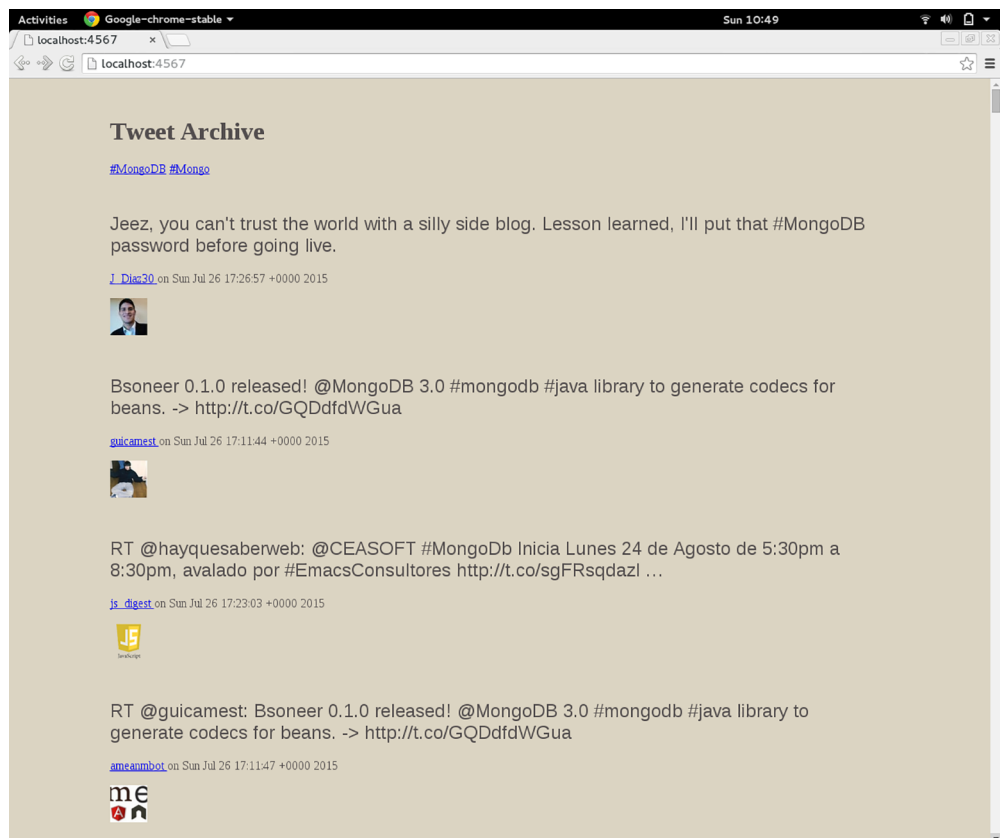 Activities Google-chrome-stable Sun 10:49
localhost:4567 ×
localhost:4567
Tweet Archive
#MongoDB #Mongo
Jeez, you can't trust the world with a silly side blog. Lesson learned, I'll put that #MongoDB
password before going live.
J_Diaz30 on Sun Jul 26 17:26:57 +0000 2015
Bsoneer 0.1.0 released! @MongoDB 3.0 #mongodb #java library to generate codecs for
beans. -> http://t.co/GQDdfdWGua
guicamest on Sun Jul 26 17:11:44 +0000 2015
RT @hayquesaberweb: @CEASOFT #MongoDb Inicia Lunes 24 de Agosto de 5:30pm a
8:30pm, avalado por #EmacsConsultores http://t.co/sgFRsqdazl …
js_digest on Sun Jul 26 17:23:03 +0000 2015
JS
JavaScript
RT @guicamest: Bsoneer 0.1.0 released! @MongoDB 3.0 #mongodb #java library to
generate codecs for beans. -> http://t.co/GQDdfdWGua
ameanmbot on Sun Jul 26 17:11:47 +0000 2015
me
A